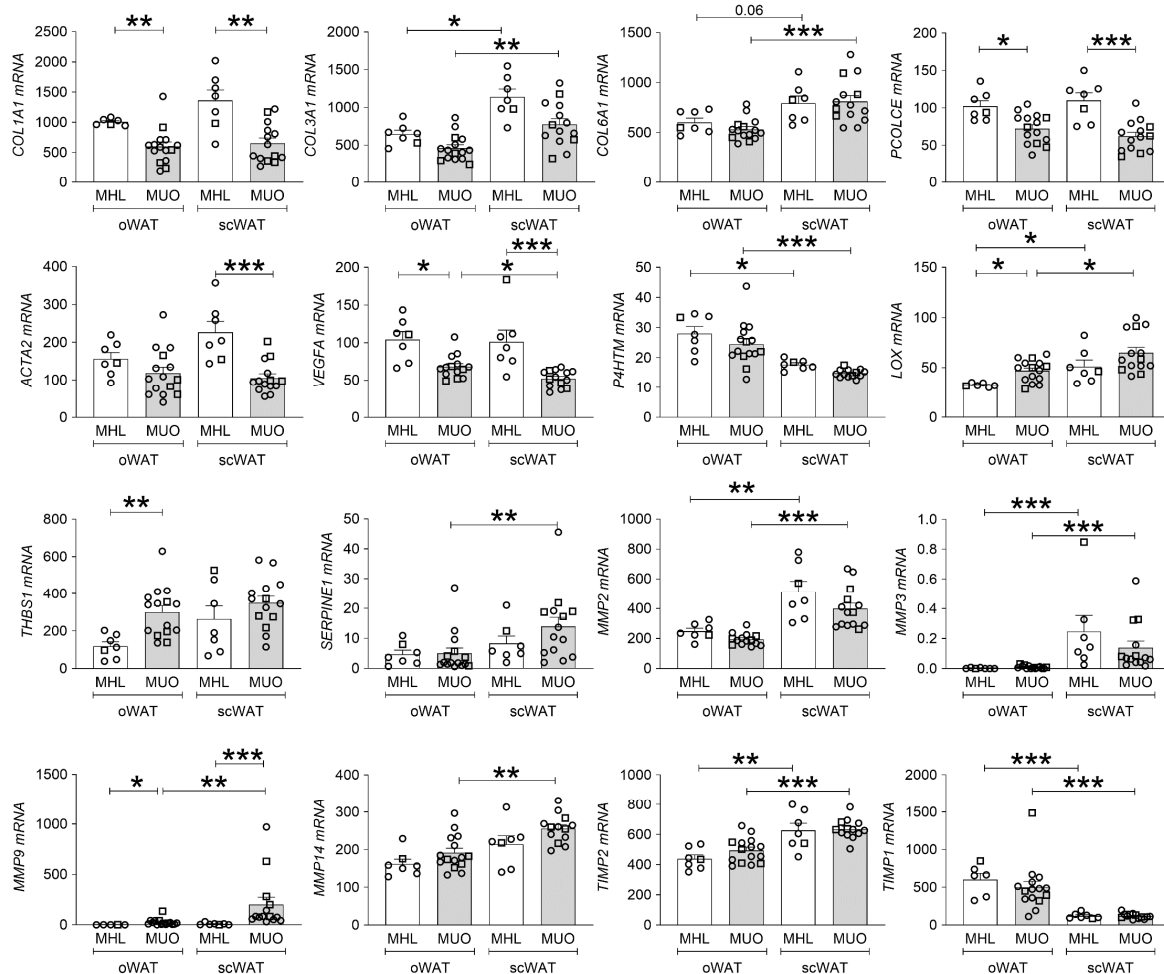 ** **
COL1A1 mRNA
2500
2000
1500
1000
500
0
MHL MUO MHL MUO
oWAT scWAT
*
**
COL3A1 mRNA
2000
1500
1000
500
0
MHL MUO MHL MUO
oWAT scWAT
0.06
***
COL6A1 mRNA
1500
1000
500
0
MHL MUO MHL MUO
oWAT scWAT
* ***
PCOLCE mRNA
200
150
100
50
0
MHL MUO MHL MUO
oWAT scWAT
***
ACTA2 mRNA
400
300
200
100
0
MHL MUO MHL MUO
oWAT scWAT
***
* *
VEGFA mRNA
200
150
100
50
0
MHL MUO MHL MUO
oWAT scWAT
***
*
P4HTM mRNA
50
40
30
20
10
0
MHL MUO MHL MUO
oWAT scWAT
*
* *
LOX mRNA
150
100
50
0
MHL MUO MHL MUO
oWAT scWAT
**
THBS1 mRNA
800
600
400
200
0
MHL MUO MHL MUO
oWAT scWAT
**
SERPINE1 mRNA
50
40
30
20
10
0
MHL MUO MHL MUO
oWAT scWAT
**
***
MMP2 mRNA
1000
800
600
400
200
0
MHL MUO MHL MUO
oWAT scWAT
***
***
MMP3 mRNA
1.0
0.8
0.6
0.4
0.2
0.0
MHL MUO MHL MUO
oWAT scWAT
***
* **
MMP9 mRNA
1500
1000
500
0
MHL MUO MHL MUO
oWAT scWAT
**
MMP14 mRNA
400
300
200
100
0
MHL MUO MHL MUO
oWAT scWAT
**
***
TIMP2 mRNA
1000
800
600
400
200
0
MHL MUO MHL MUO
oWAT scWAT
***
***
TIMP1 mRNA
2000
1500
1000
500
0
MHL MUO MHL MUO
oWAT scWAT